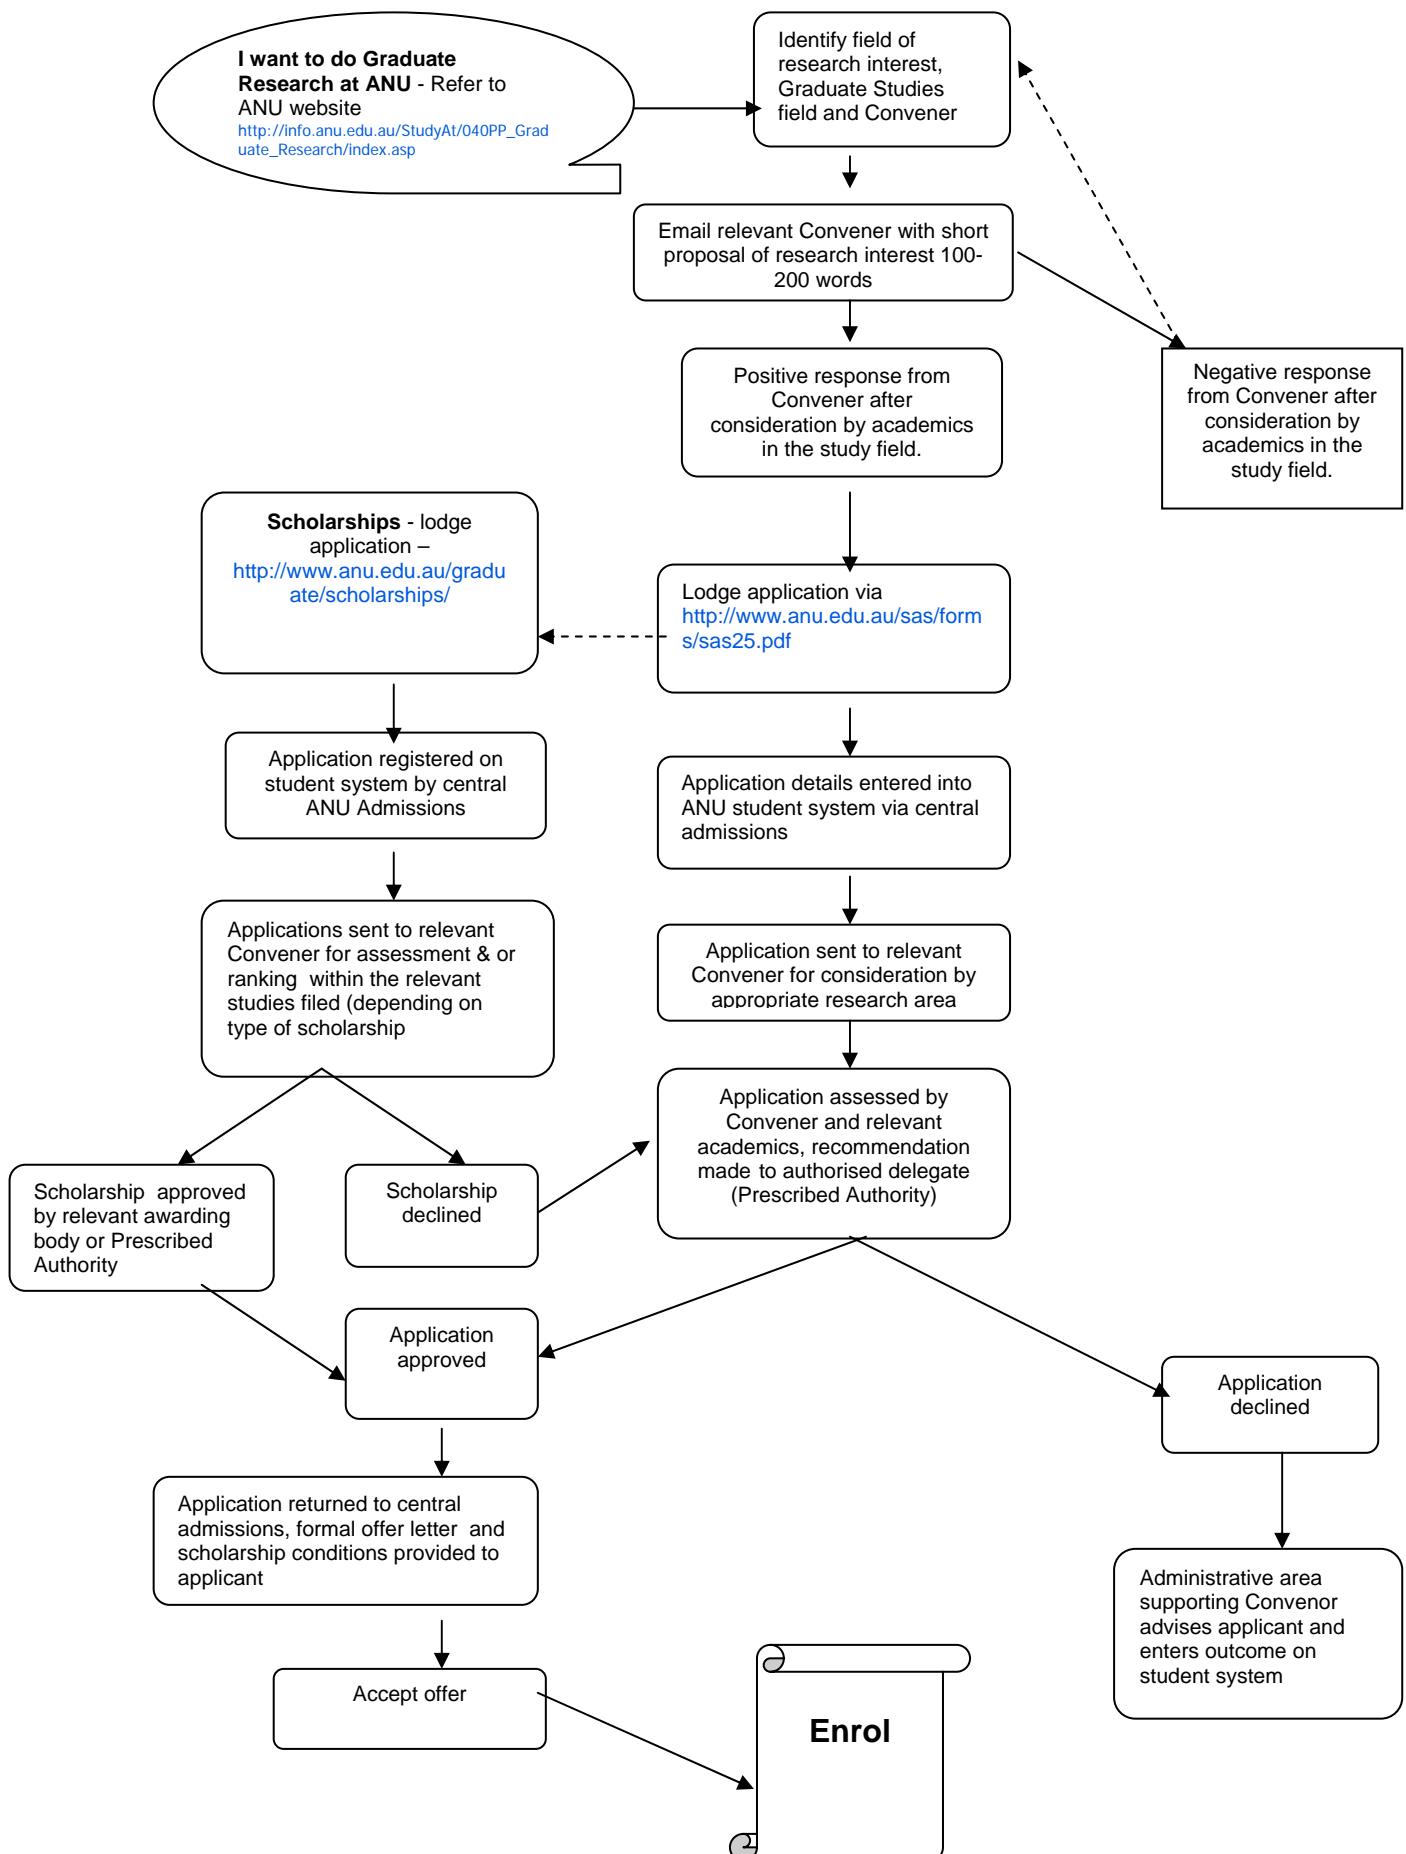 I want to do Graduate
Research at ANU - Refer to
ANU website
http://info.anu.edu.au/StudyAt/040PP_Grad
uate_Research/index.asp
Identify field of
research interest,
Graduate Studies
field and Convener
Email relevant Convener with short
proposal of research interest 100-
200 words
Positive response from
Convener after
consideration by academics
in the study field.
Negative response
from Convener after
consideration by
academics in the
study field.
Scholarships - lodge
application –
http://www.anu.edu.au/gradu
ate/scholarships/
Lodge application via
http://www.anu.edu.au/sas/form
s/sas25.pdf
Application registered on
student system by central
ANU Admissions
Application details entered into
ANU student system via central
admissions
Applications sent to relevant
Convener for assessment & or
ranking  within the relevant
studies filed (depending on
type of scholarship
Application sent to relevant
Convener for consideration by
appropriate research area
Application assessed by
Convener and relevant
academics, recommendation
made to authorised delegate
(Prescribed Authority)
Scholarship  approved
by relevant awarding
body or Prescribed
Authority
Scholarship
declined
Application
approved
Application
declined
Application returned to central
admissions, formal offer letter  and
scholarship conditions provided to
applicant
Administrative area
supporting Convenor
advises applicant and
enters outcome on
student system
Accept offer
Enrol